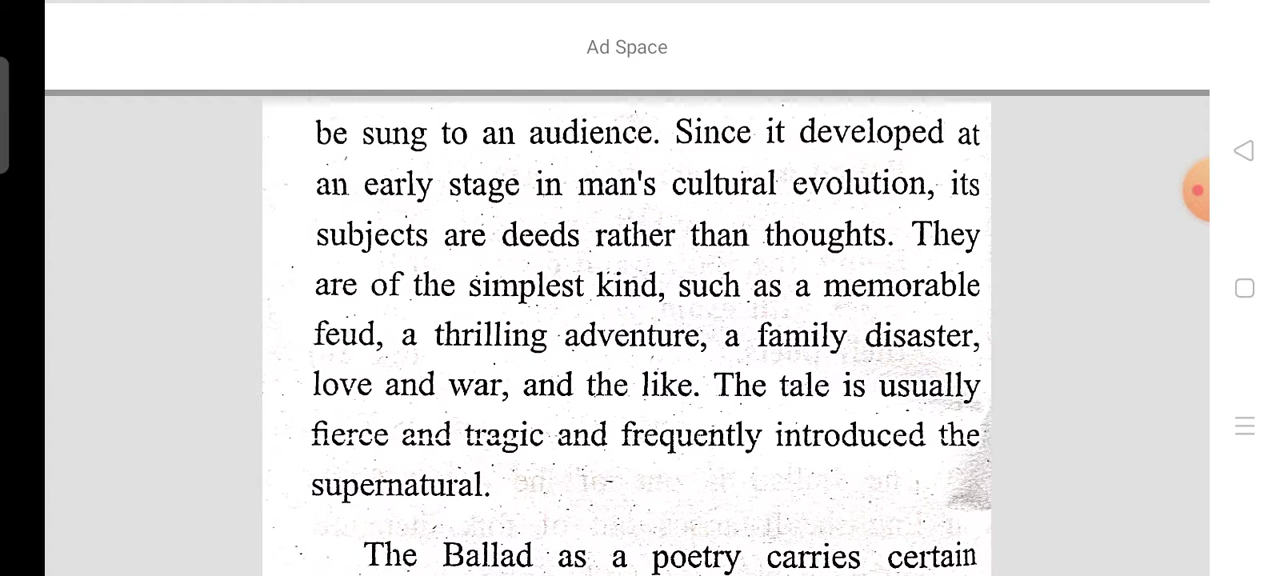 Ad Space
be sung to an audience. Since it developed at
an early stage in man's cultural evolution, its
subjects are deeds rather than thoughts. They
are of the simplest kind, such as a memorable
feud, a thrilling adventure, a family disaster,
love and war, and the like. The tale is usually
fierce and tragic and frequently introduced the
supernatural.
The Ballad as a poetry carries certain